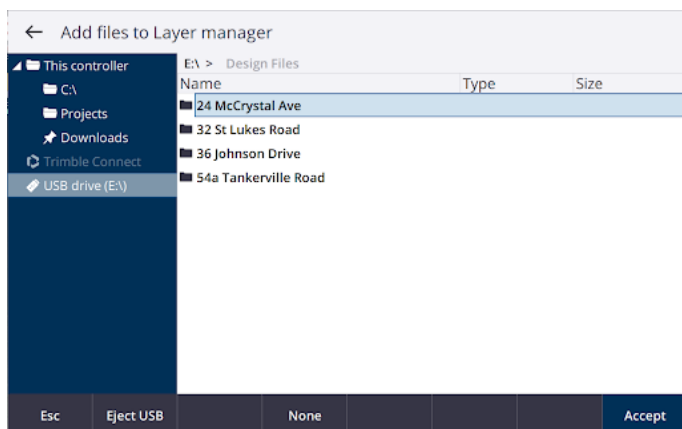 ← Add files to Layer manager
This controller
C:\
Projects
Downloads
Trimble Connect
USB drive (E:\)
E:\ > Design Files
Name Type Size
24 McCrystal Ave
32 St Lukes Road
36 Johnson Drive
54a Tankerville Road
Esc Eject USB None Accept